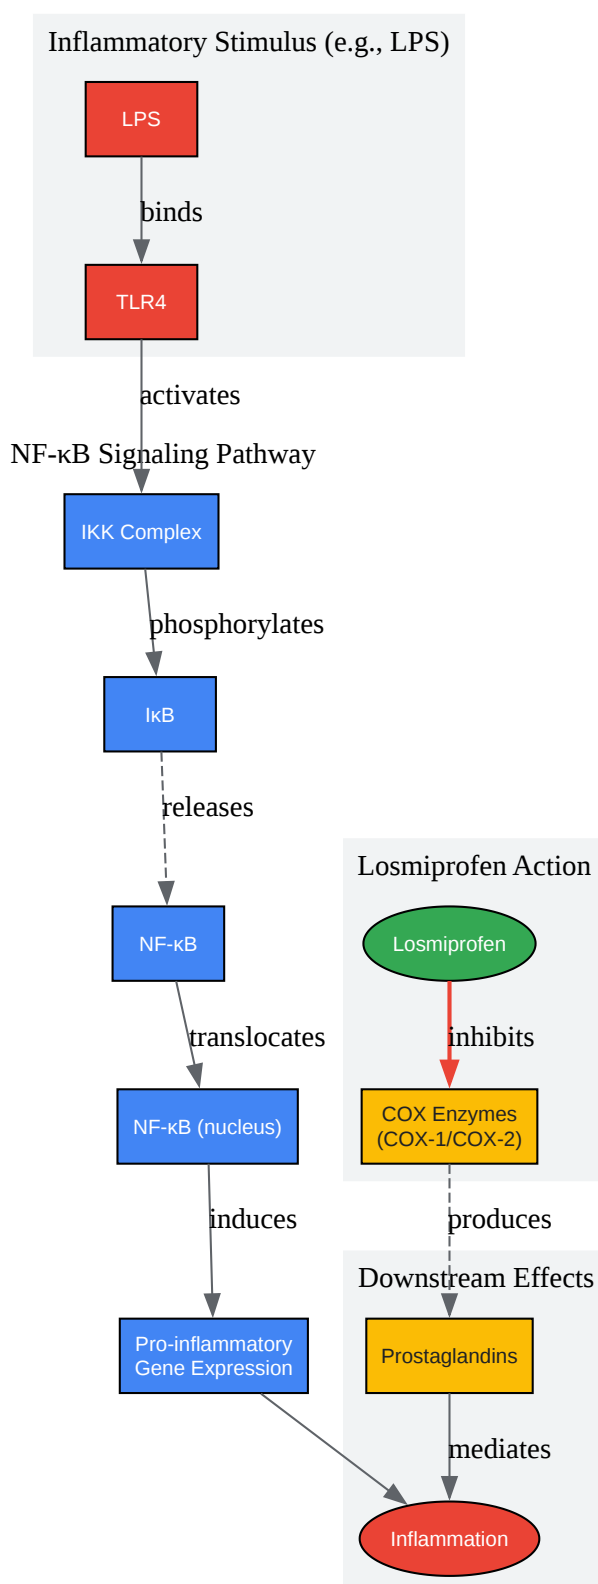 Inflammatory Stimulus (e.g., LPS)
LPS
binds
TLR4
activates
NF-κB Signaling Pathway
IKK Complex
phosphorylates
IκB
releases
NF-κB
translocates
NF-κB (nucleus)
induces
Pro-inflammatory
Gene Expression
Losmiprofen Action
Losmiprofen
inhibits
COX Enzymes
(COX-1/COX-2)
produces
Downstream Effects
Prostaglandins
mediates
Inflammation